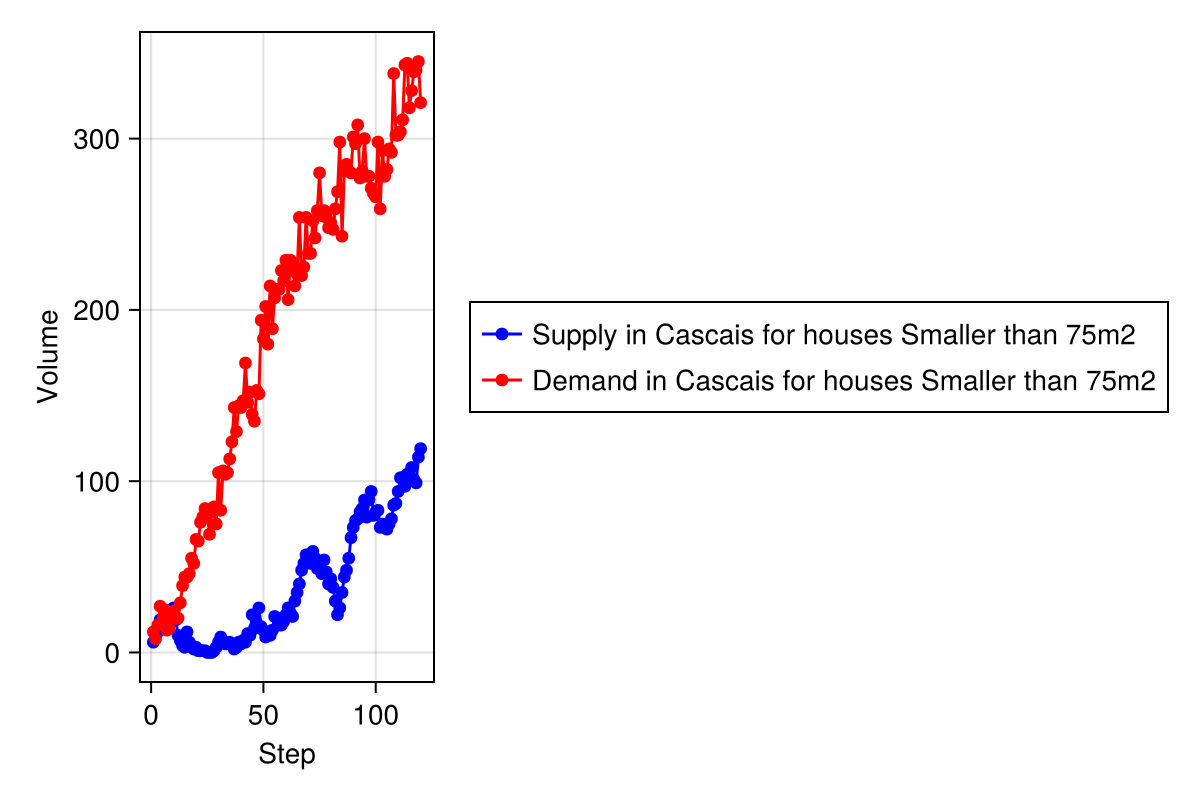 300
200
100
0
Volume
0 50 100
Step
Supply in Cascais for houses Smaller than 75m2
Demand in Cascais for houses Smaller than 75m2